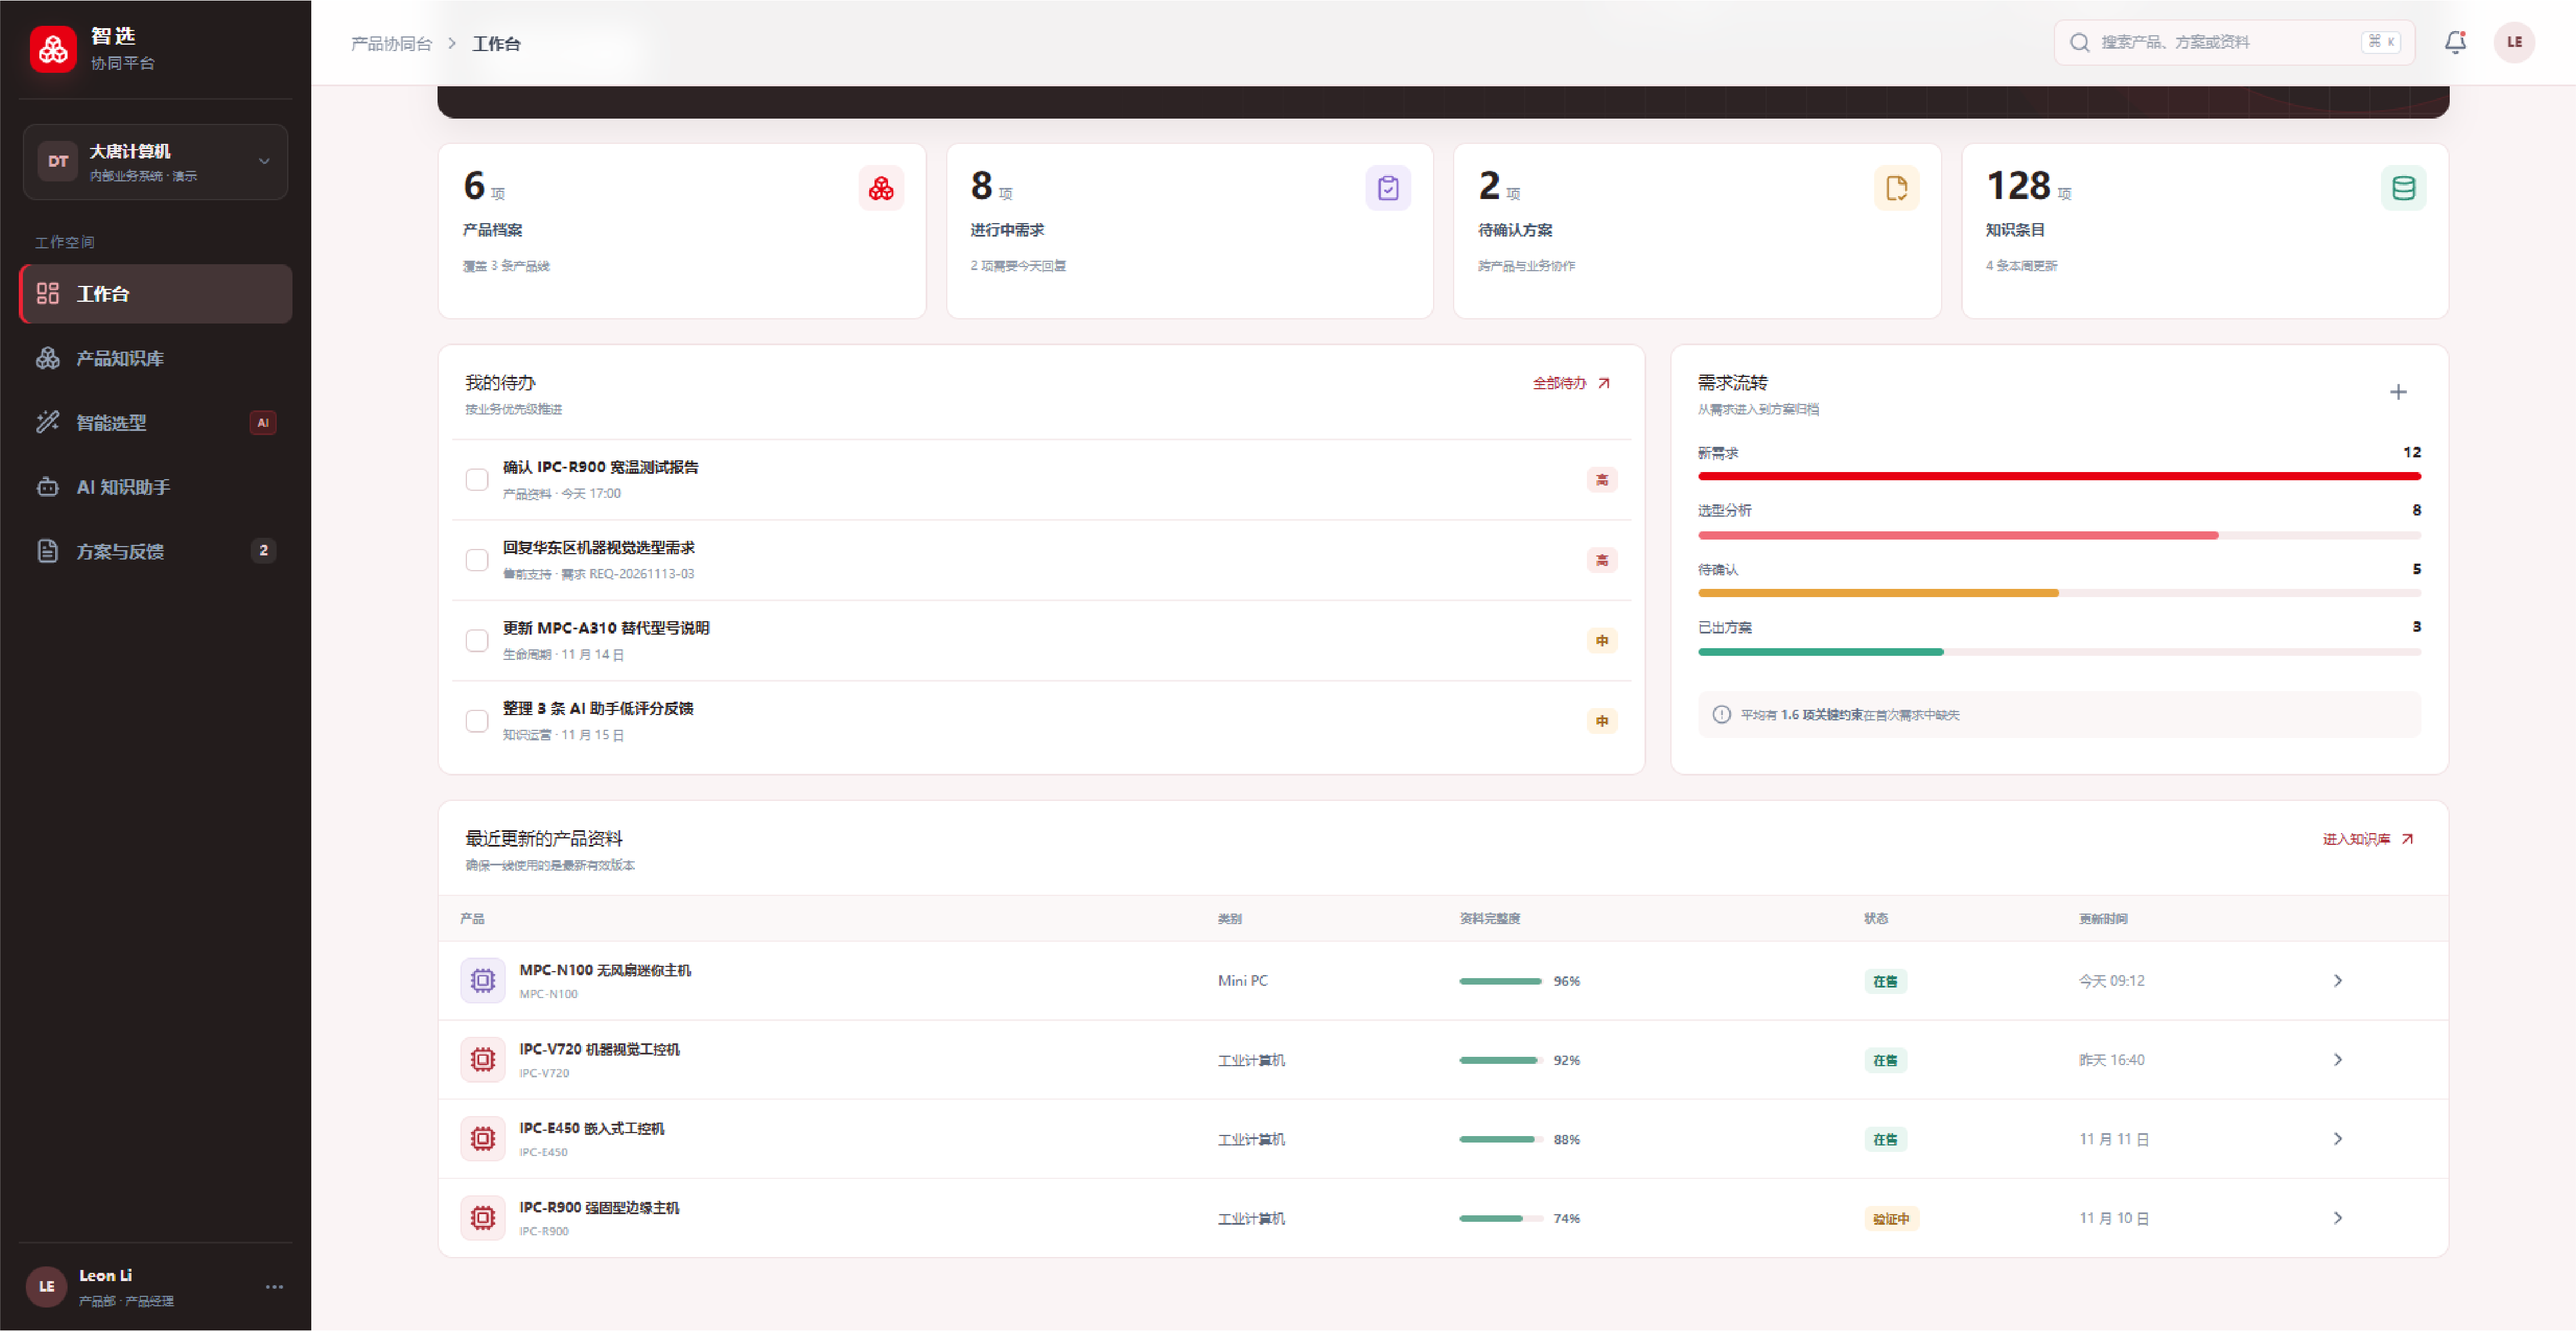 智选
协同平台
DT
大唐计算机
内部业务系统 · 演示
工作空间
工作台
产品知识库
智能选型
AI
AI 知识助手
方案与反馈
2
LE
Leon Li
产品部 · 产品经理
产品协同台
工作台
搜索产品、方案或资料
⌘ K
LE
6 项
产品档案
覆盖 3 条产品线
8 项
进行中需求
2 项需要今天回复
2 项
待确认方案
跨产品与业务协作
128 项
知识条目
4 条本周更新
我的待办
按业务优先级推进
全部待办
确认 IPC-R900 宽温测试报告
产品资料 · 今天 17:00
高
回复华东区机器视觉选型需求
售前支持 · 需求 REQ-20261113-03
高
更新 MPC-A310 替代型号说明
生命周期 · 11 月 14 日
中
整理 3 条 AI 助手低评分反馈
知识运营 · 11 月 15 日
中
需求流转
从需求进入到方案归档
新需求 12
选型分析 8
待确认 5
已出方案 3
平均有 1.6 项关键约束在首次需求中缺失
最近更新的产品资料
确保一线使用的是最新有效版本
进入知识库
产品 类别 资料完整度 状态 更新时间
MPC-N100 无风扇迷你主机
MPC-N100
Mini PC 96% 在售 今天 09:12
IPC-V720 机器视觉工控机
IPC-V720
工业计算机 92% 在售 昨天 16:40
IPC-E450 嵌入式工控机
IPC-E450
工业计算机 88% 在售 11 月 11 日
IPC-R900 强固型边缘主机
IPC-R900
工业计算机 74% 验证中 11 月 10 日